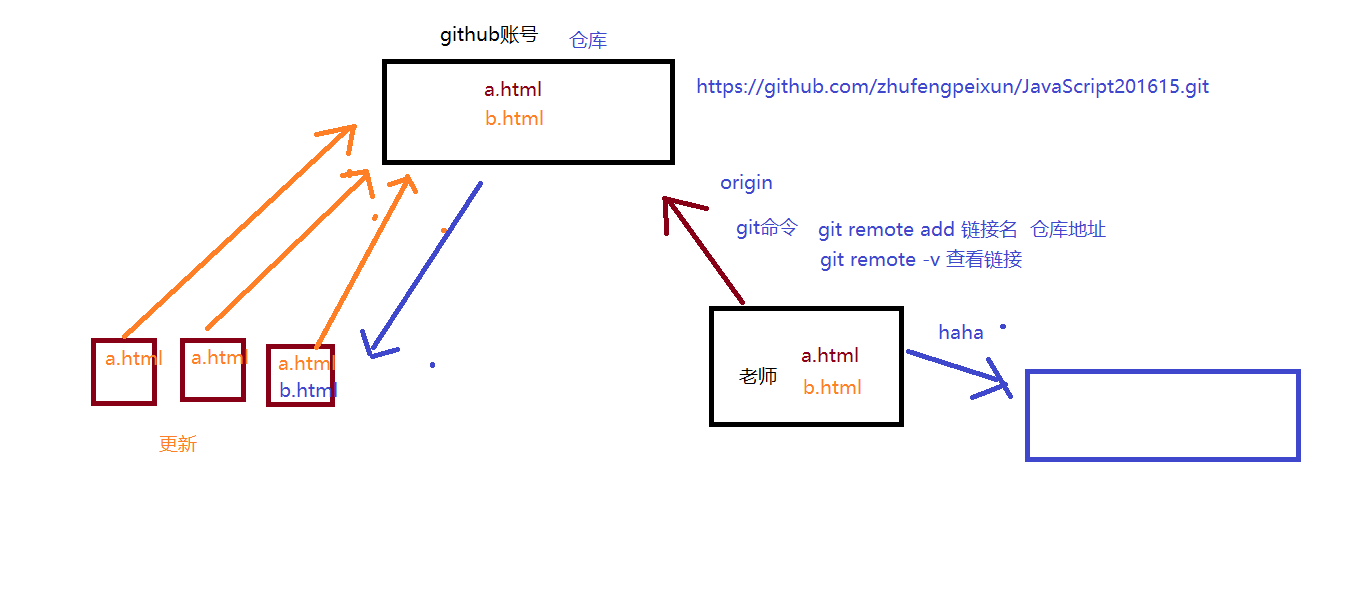 github账号 仓库
a.html
b.html
https://github.com/zhufengpeixun/JavaScript201615.git
origin
git命令 git remote add 链接名 仓库地址
git remote -v 查看链接
haha
老师
a.html
b.html
a.html
a.html
a.html
b.html
更新